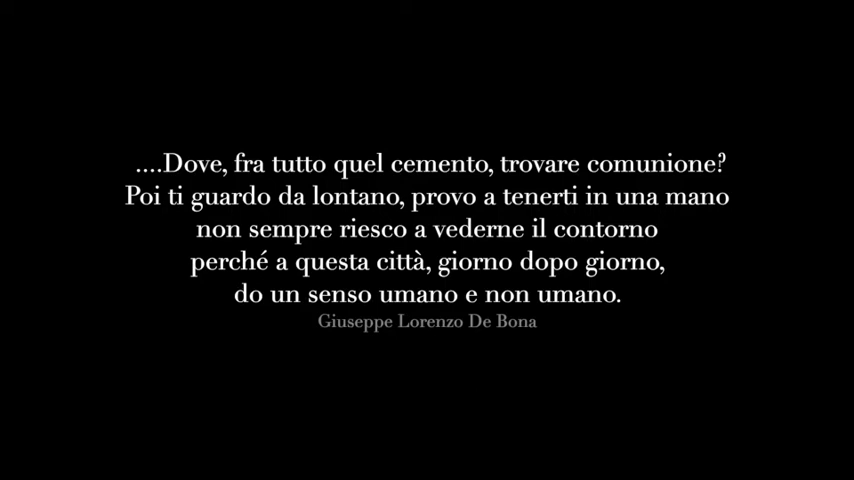 ....Dove, fra tutto quel cemento, trovare comunione?
Poi ti guardo da lontano, provo a tenerti in una mano
non sempre riesco a vederne il contorno
perché a questa città, giorno dopo giorno,
do un senso umano e non umano.
Giuseppe Lorenzo De Bona